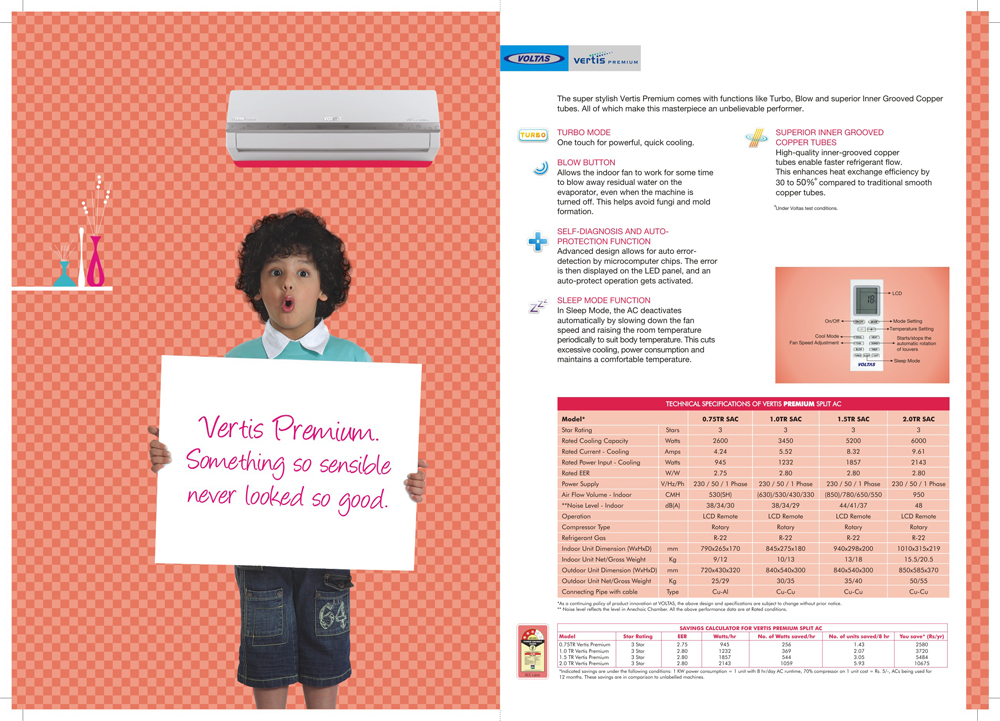 Vertis Premium.
Something so sensible
never looked so good.
64
VOLTAS vertis PREMIUM
The super stylish Vertis Premium comes with functions like Turbo, Blow and superior Inner Grooved Copper
tubes. All of which make this masterpiece an unbelievable performer.
TURBO
TURBO MODE
One touch for powerful, quick cooling.
BLOW BUTTON
Allows the indoor fan to work for some time
to blow away residual water on the
evaporator, even when the machine is
turned off. This helps avoid fungi and mold
formation.
SELF-DIAGNOSIS AND AUTO-
PROTECTION FUNCTION
Advanced design allows for auto error-
detection by microcomputer chips. The error
is then displayed on the LED panel, and an
auto-protect operation gets activated.
ZZZ
SLEEP MODE FUNCTION
In Sleep Mode, the AC deactivates
automatically by slowing down the fan
speed and raising the room temperature
periodically to suit body temperature. This cuts
excessive cooling, power consumption and
maintains a comfortable temperature.
SUPERIOR INNER GROOVED
COPPER TUBES
High-quality inner-grooved copper
tubes enable faster refrigerant flow.
This enhances heat exchange efficiency by
30 to 50%* compared to traditional smooth
copper tubes.
*Under Voltas test conditions.
LCD
On/Off Mode Setting
Temperature Setting
Cool Mode Starts/stops the
Fan Speed Adjustment automatic rotation
of louvers
Sleep Mode
VOLTAS
TECHNICAL SPECIFICATIONS OF VERTIS PREMIUM SPLIT AC
Model* 0.75TR SAC 1.0TR SAC 1.5TR SAC 2.0TR SAC
Star Rating Stars 3 3 3 3
Rated Cooling Capacity Watts 2600 3450 5200 6000
Rated Current - Cooling Amps 4.24 5.52 8.32 9.61
Rated Power Input - Cooling Watts 945 1232 1857 2143
Rated EER W/W 2.75 2.80 2.80 2.80
Power Supply V/Hz/Ph 230 / 50 / 1 Phase 230 / 50 / 1 Phase 230 / 50 / 1 Phase 230 / 50 / 1 Phase
Air Flow Volume - Indoor CMH 530(SH) (630)/530/430/330 (850)/780/650/550 950
**Noise Level - Indoor dB(A) 38/34/30 38/34/29 44/41/37 48
Operation LCD Remote LCD Remote LCD Remote LCD Remote
Compressor Type Rotary Rotary Rotary Rotary
Refrigerant Gas R-22 R-22 R-22 R-22
Indoor Unit Dimension (WxHxD) mm 790x265x170 845x275x180 940x298x200 1010x315x219
Indoor Unit Net/Gross Weight Kg 9/12 10/13 13/18 15.5/20.5
Outdoor Unit Dimension (WxHxD) mm 720x430x320 840x540x300 840x540x300 850x585x370
Outdoor Unit Net/Gross Weight Kg 25/29 30/35 35/40 50/55
Connecting Pipe with cable Type Cu-Al Cu-Cu Cu-Cu Cu-Cu
*As a continuing policy of product innovation at VOLTAS, the above design and specifications are subject to change without prior notice.
** Noise level reflects the level in Anechoic Chamber. All the above performance data are at Rated conditions.
SAVINGS CALCULATOR FOR VERTIS PREMIUM SPLIT AC
Model Star Rating EER Watts/hr No. of Watts saved/hr No. of units saved/8 hr You save* (Rs/yr)
0.75TR Vertis Premium 3 Star 2.75 945 256 1.43 2580
1.0 TR Vertis Premium 3 Star 2.80 1232 369 2.07 3720
1.5 TR Vertis Premium 3 Star 2.80 1857 544 3.05 5484
2.0 TR Vertis Premium 3 Star 2.80 2143 1059 5.93 10675
*Indicated savings are under the following conditions: 1 KW power consumption = 1 unit with 8 hr/day AC runtime, 70% compressor on 1 unit cost = Rs. 5/-, ACs being used for
12 months. These savings are in comparison to unlabelled machines.